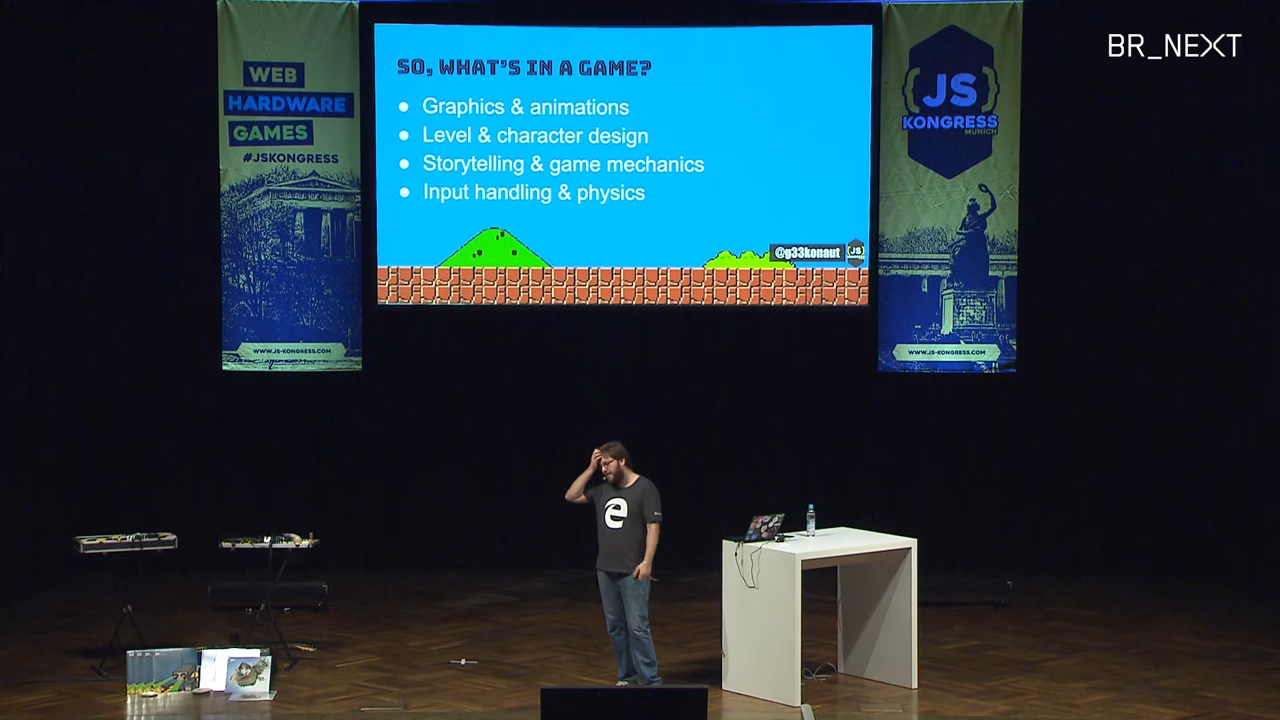 BR_NEXT
WEB
HARDWARE
GAMES
#JSKONGRESS
WWW.JS-KONGRESS.COM
SO, WHAT'S IN A GAME?
● Graphics & animations
● Level & character design
● Storytelling & game mechanics
● Input handling & physics
@g33konaut
{JS}
{JS}
KONGRESS
MUNICH
WWW.JS-KONGRESS.COM
e